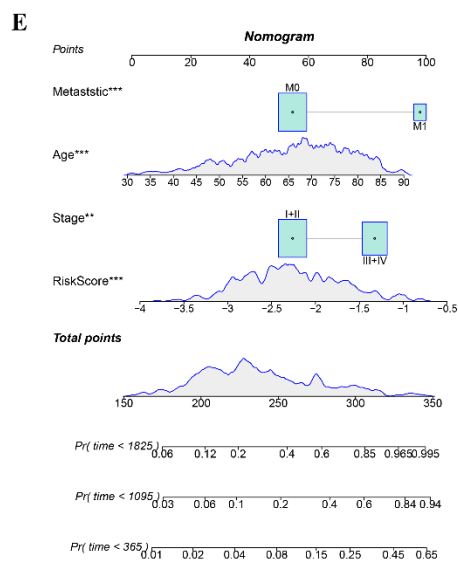 E
Nomogram
Points
0 20 40 60 80 100
Metaststic***
M0
M1
Age***
30 35 40 45 50 55 60 65 70 75 80 85 90
Stage**
I+II
III+IV
RiskScore***
−4 −3.5 −3 −2.5 −2 −1.5 −1 −0.5
Total points
150 200 250 300 350
Pr( time < 1825 )
0.06 0.12 0.2 0.4 0.6 0.85 0.965 0.995
Pr( time < 1095 )
0.03 0.06 0.1 0.2 0.4 0.6 0.84 0.94
Pr( time < 365 )
0.01 0.02 0.04 0.08 0.15 0.25 0.45 0.65